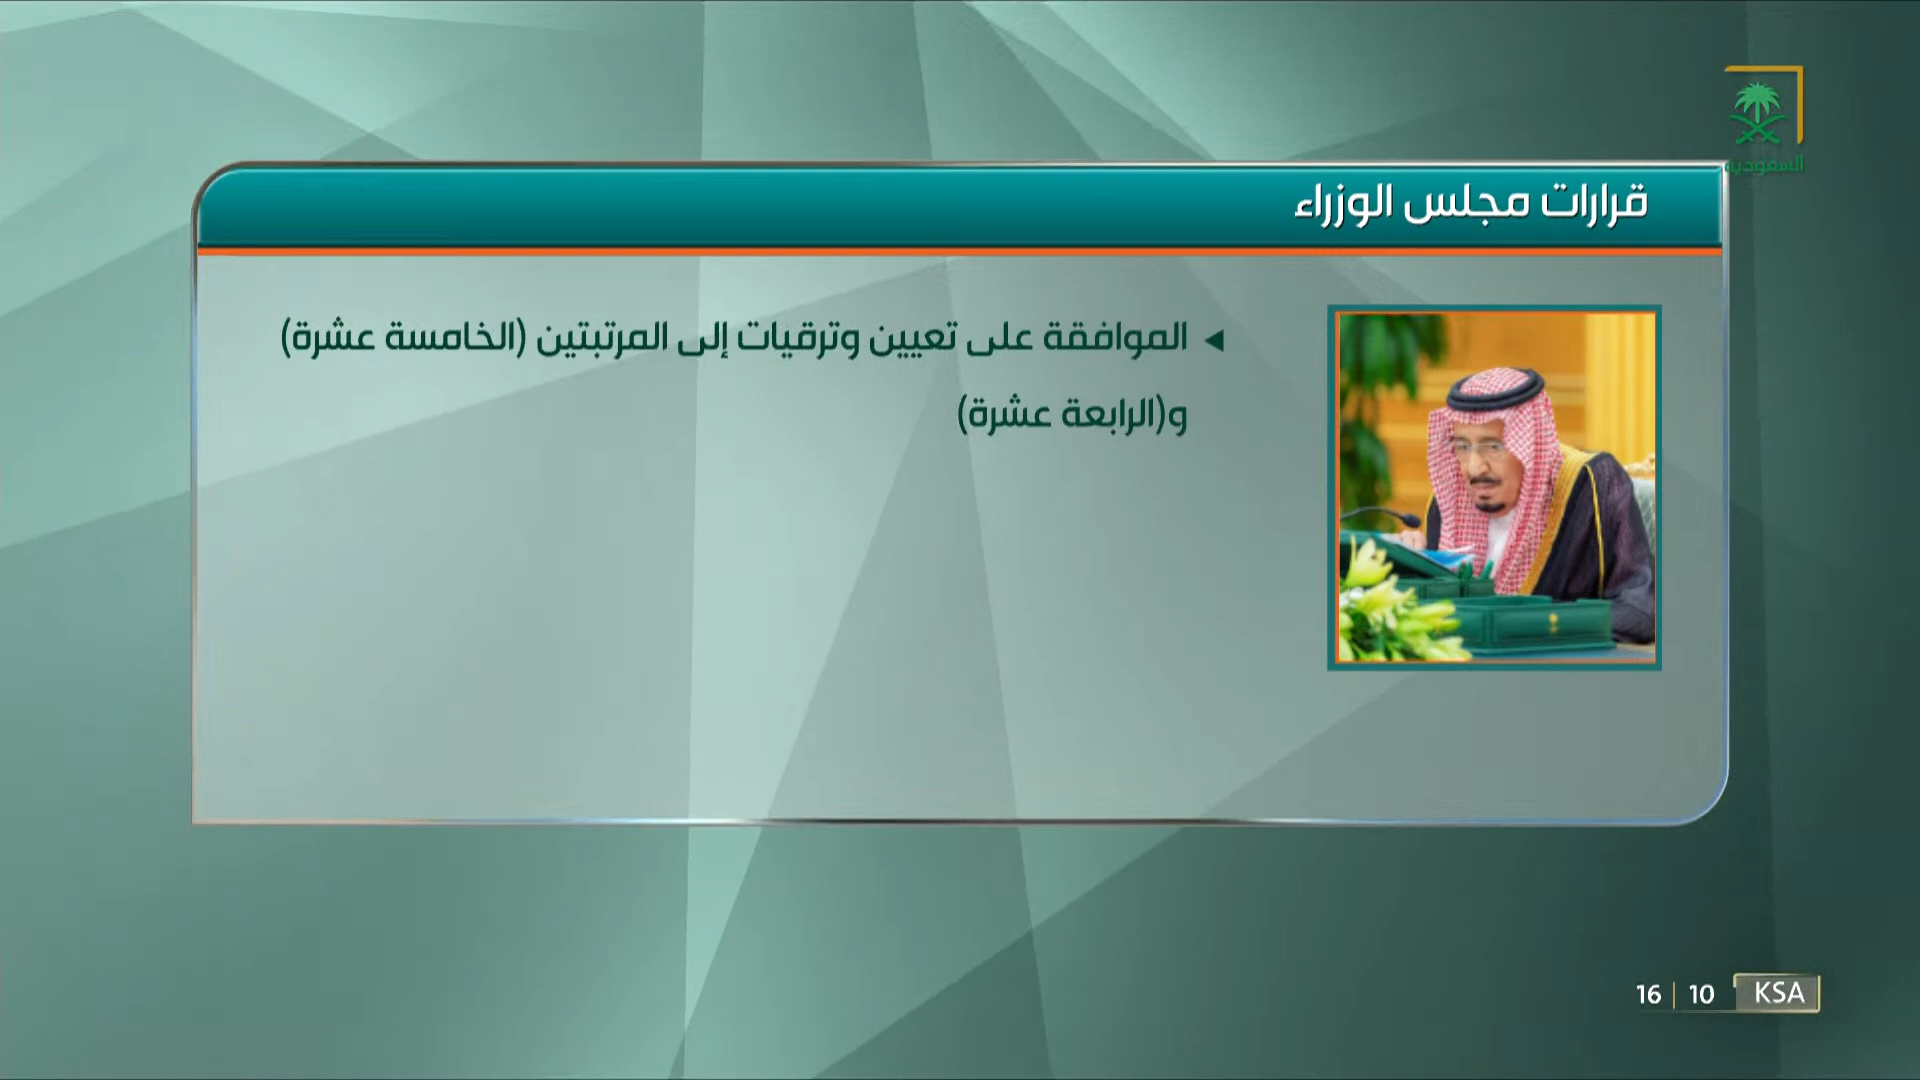 السعودية
قرارات مجلس الوزراء
الموافقة على تعيين وترقيات إلى المرتبتين (الخامسة عشرة)
و(الرابعة عشرة)
16 | 10 KSA